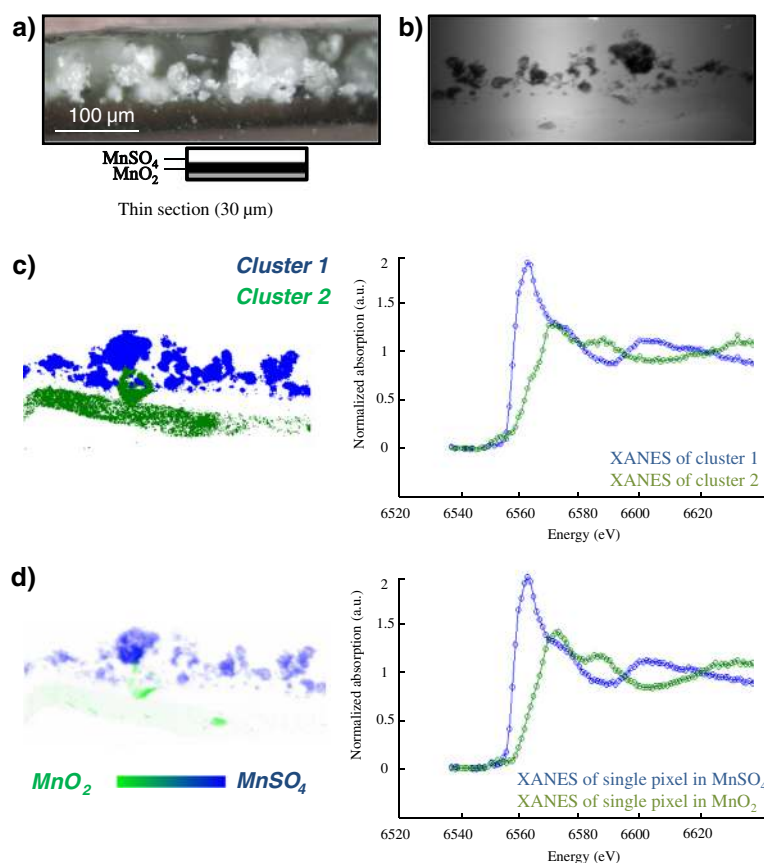 a)
b)
100 µm
MnSO4
MnO2
Thin section (30 µm)
c)
Cluster 1
Cluster 2
Normalized absorption (a.u.)
2
1.5
1
0.5
0
XANES of cluster 1
XANES of cluster 2
6520 6540 6560 6580 6600 6620
Energy (eV)
d)
MnO2 MnSO4
Normalized absorption (a.u.)
2
1.5
1
0.5
0
XANES of single pixel in MnSO4
XANES of single pixel in MnO2
6520 6540 6560 6580 6600 6620
Energy (eV)